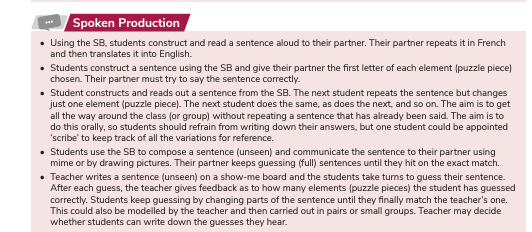 Spoken Production
• Using the SB, students construct and read a sentence aloud to their partner. Their partner repeats it in French
and then translates it into English.
• Students construct a sentence using the SB and give their partner the first letter of each element (puzzle piece)
chosen. Their partner must try to say the sentence correctly.
• Student constructs and reads out a sentence from the SB. The next student repeats the sentence but changes
just one element (puzzle piece). The next student does the same, as does the next, and so on. The aim is to get
all the way around the class (or group) without repeating a sentence that has already been said. The aim is to
do this orally, so students should refrain from writing down their answers, but one student could be appointed
‘scribe’ to keep track of all the variations for reference.
• Students use the SB to compose a sentence (unseen) and communicate the sentence to their partner using
mime or by drawing pictures. Their partner keeps guessing (full) sentences until they hit on the exact match.
• Teacher writes a sentence (unseen) on a show-me board and the students take turns to guess their sentence.
After each guess, the teacher gives feedback as to how many elements (puzzle pieces) the student has guessed
correctly. Students keep guessing by changing parts of the sentence until they finally match the teacher’s one.
This could also be modelled by the teacher and then carried out in pairs or small groups. Teacher may decide
whether students can write down the guesses they hear.